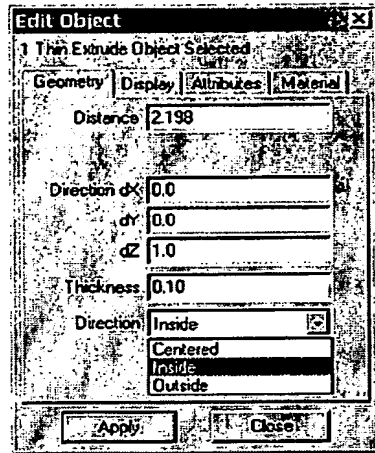 Edit Object
1 Thin Extrude Object Selected
Geometry Display Attributes Material
Distance 2.198
Direction dX 0.0
dY 0.0
dZ 1.0
Thickness 0.10
Direction Inside
Centered
Inside
Outside
Apply Close